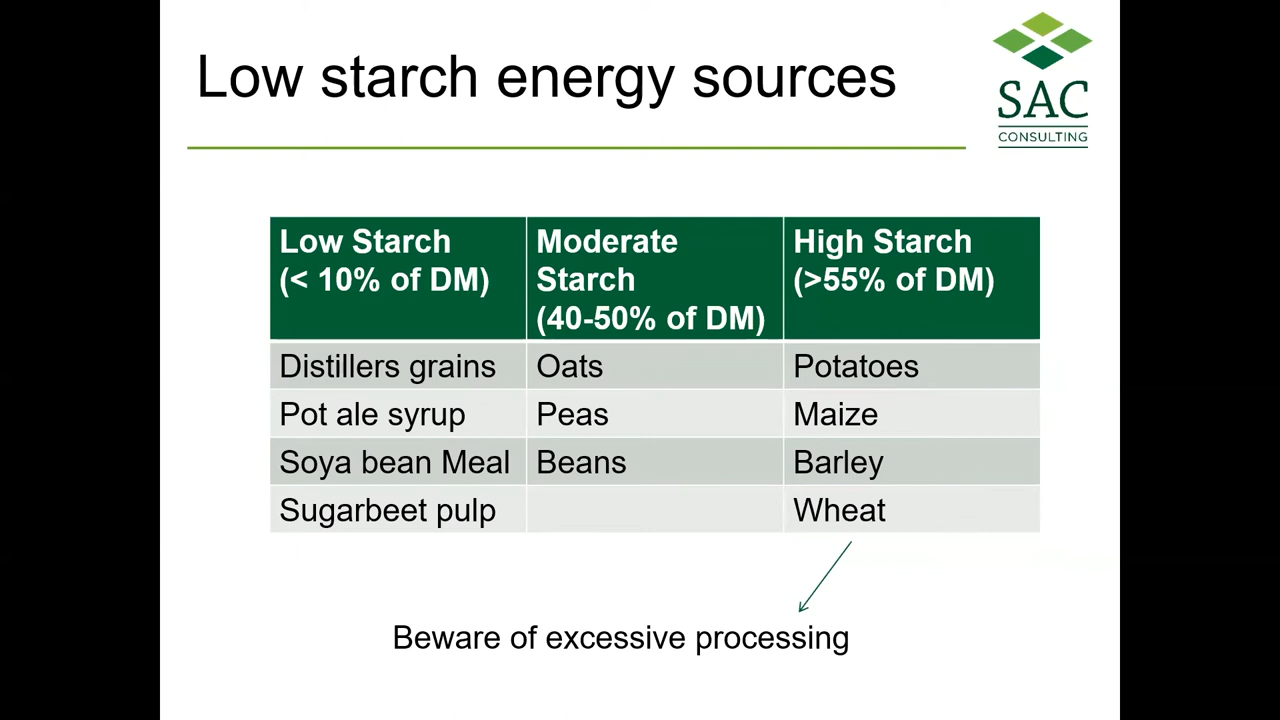 Low starch energy sources
SAC
CONSULTING
Low Starch
(< 10% of DM)
Moderate
Starch
(40-50% of DM)
High Starch
(>55% of DM)
Distillers grains
Oats
Potatoes
Pot ale syrup
Peas
Maize
Soya bean Meal
Beans
Barley
Sugarbeet pulp
Wheat
Beware of excessive processing